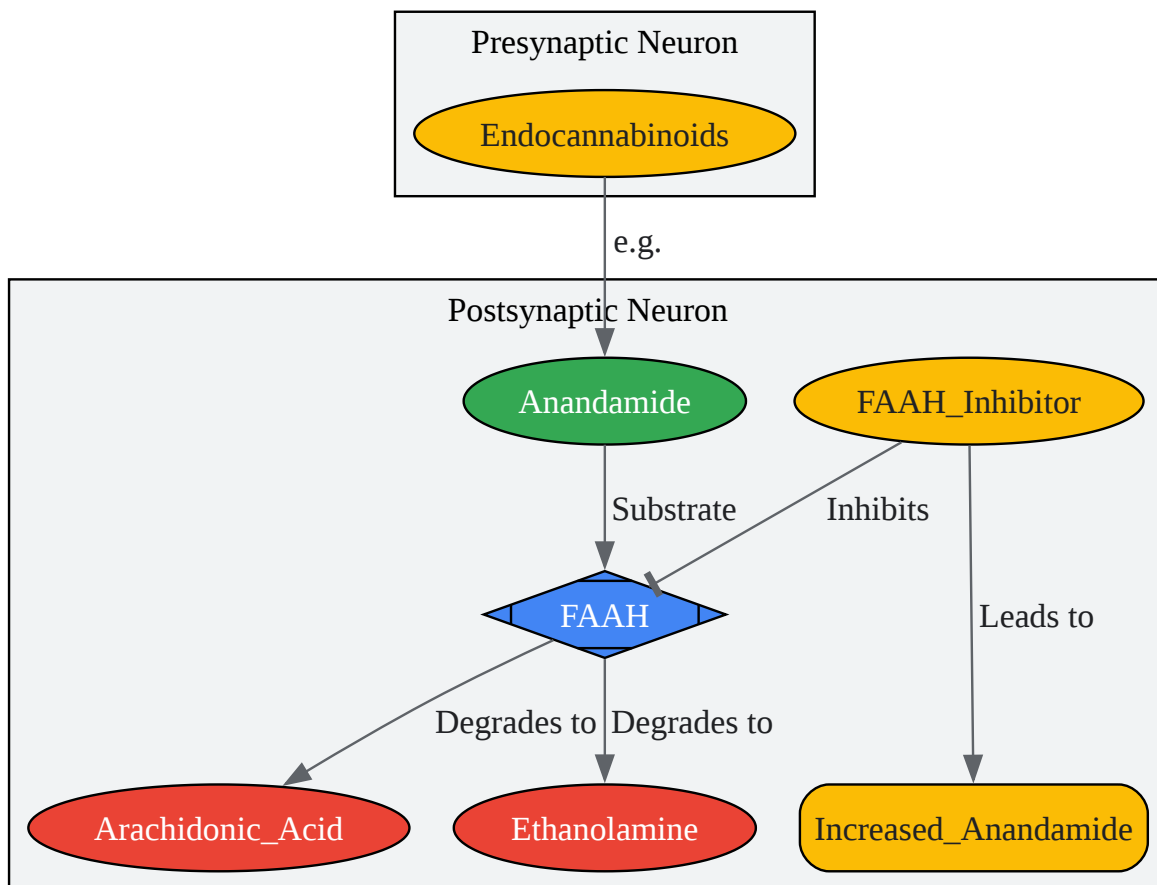 Presynaptic Neuron
Endocannabinoids
e.g.
Postsynaptic Neuron
Anandamide
FAAH_Inhibitor
Substrate
Inhibits
FAAH
Leads to
Degrades to
Degrades to
Arachidonic_Acid
Ethanolamine
Increased_Anandamide